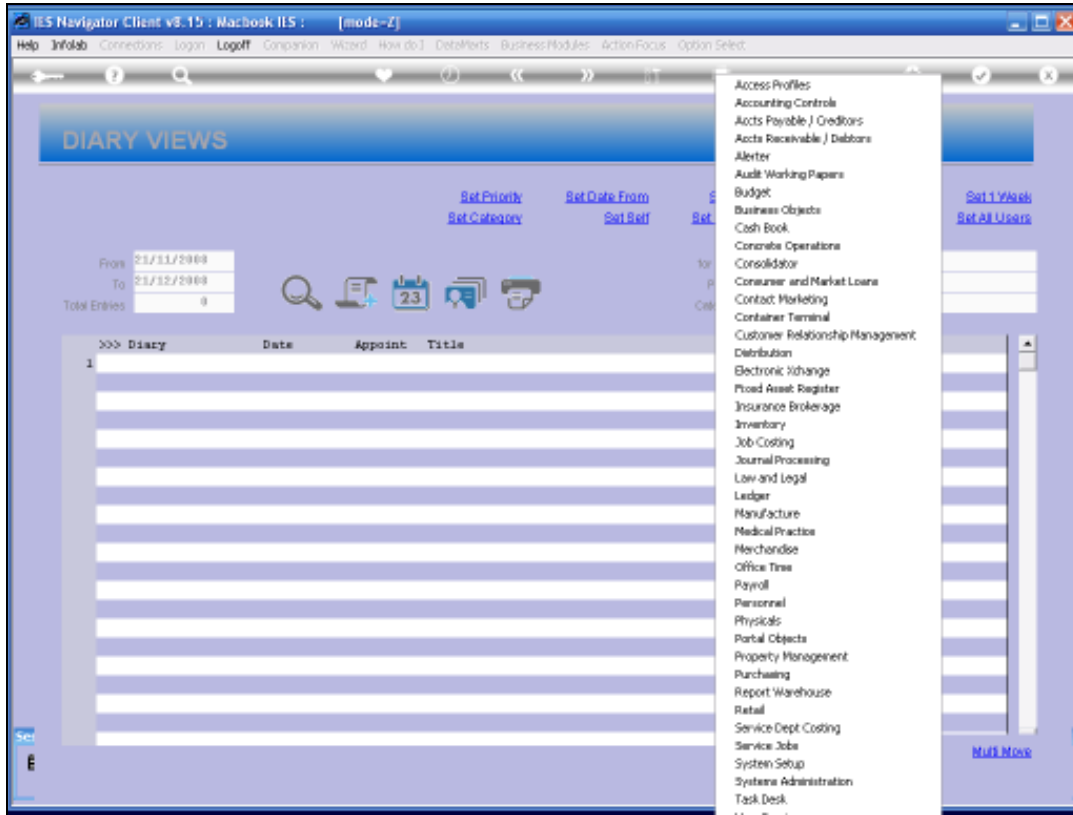 IES Navigator Client v8.15 : Macbook IES : [mode=Z]
Help Infolab Connections Logon Logoff Companion Wizard How do I DataAlerts Business Modules Action Focus Option Select
DIARY VIEWS
Set Priority Set Date From Set 1 Week
Set Category Set Self Set All Users
From 21/11/2008 for
To 21/12/2008
Total Entries 0
23
>>> Diary Date Appoint Title
1
Multi Move
Access Profiles
Accounting Controls
Accts Payable / Creditors
Accts Receivable / Debtors
Alerter
Audit Working Papers
Budget
Business Objects
Cash Book
Concrete Operations
Consolidator
Consumer and Market Loans
Contact Marketing
Container Terminal
Customer Relationship Management
Distribution
Electronic Xchange
Fixed Asset Register
Insurance Brokerage
Inventory
Job Costing
Journal Processing
Law and Legal
Ledger
Manufacture
Medical Practice
Merchandise
Office Time
Payroll
Personnel
Physicals
Portal Objects
Property Management
Purchasing
Report Warehouse
Retail
Service Dept Costing
Service Jobs
System Setup
Systems Administration
Task Desk